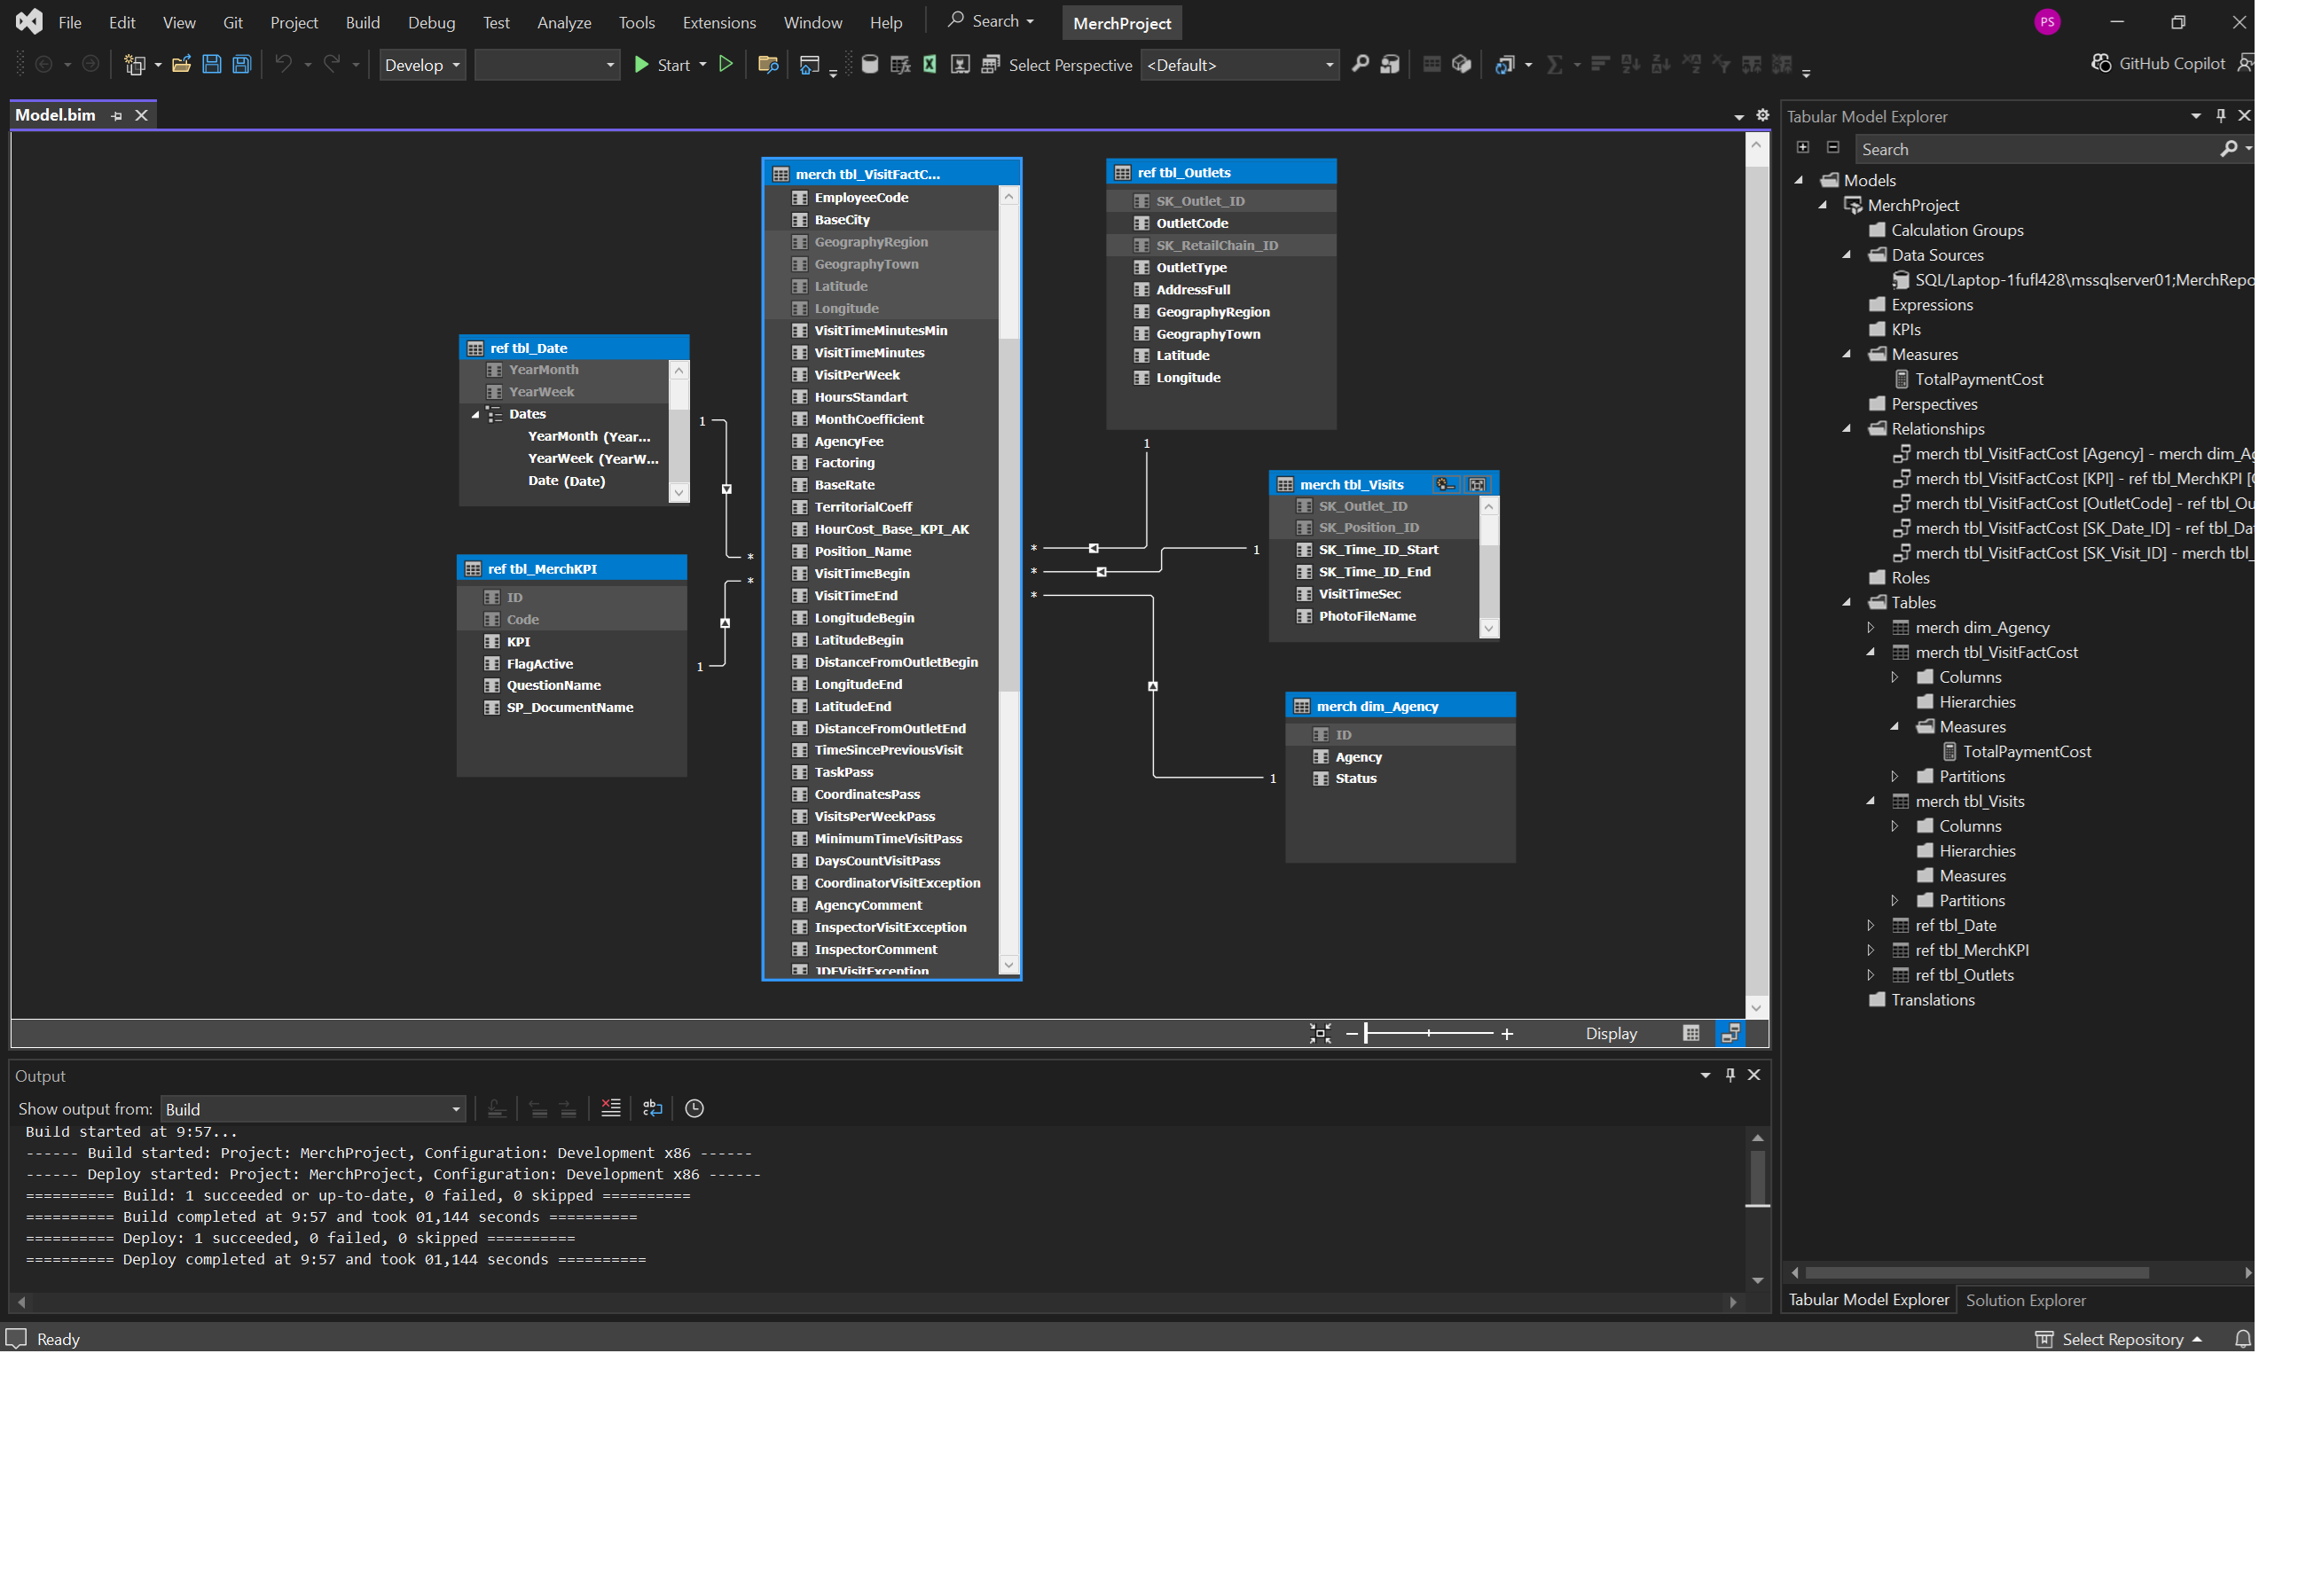 File Edit View Git Project Build Debug Test Analyze Tools Extensions Window Help Search MerchProject PS
Develop Start Select Perspective <Default> GitHub Copilot
Model.bim
merch tbl_VisitFactC...
EmployeeCode
BaseCity
GeographyRegion
GeographyTown
Latitude
Longitude
VisitTimeMinutesMin
VisitTimeMinutes
VisitPerWeek
HoursStandart
MonthCoefficient
AgencyFee
Factoring
BaseRate
TerritorialCoeff
HourCost_Base_KPI_AK
Position_Name
VisitTimeBegin
VisitTimeEnd
LongitudeBegin
LatitudeBegin
DistanceFromOutletBegin
LongitudeEnd
LatitudeEnd
DistanceFromOutletEnd
TimeSincePreviousVisit
TaskPass
CoordinatesPass
VisitsPerWeekPass
MinimumTimeVisitPass
DaysCountVisitPass
CoordinatorVisitException
AgencyComment
InspectorVisitException
InspectorComment
JDEVisitException
ref tbl_Date
YearMonth
YearWeek
Dates
YearMonth (Year...
YearWeek (YearW...
Date (Date)
1
*
ref tbl_MerchKPI
ID
Code
KPI
FlagActive
QuestionName
SP_DocumentName
1
*
ref tbl_Outlets
SK_Outlet_ID
OutletCode
SK_RetailChain_ID
OutletType
AddressFull
GeographyRegion
GeographyTown
Latitude
Longitude
1
*
merch tbl_Visits
SK_Outlet_ID
SK_Position_ID
SK_Time_ID_Start
SK_Time_ID_End
VisitTimeSec
PhotoFileName
1
*
merch dim_Agency
ID
Agency
Status
1
*
Display
Output
Show output from: Build
Build started at 9:57...
------ Build started: Project: MerchProject, Configuration: Development x86 ------
------ Deploy started: Project: MerchProject, Configuration: Development x86 ------
========== Build: 1 succeeded or up-to-date, 0 failed, 0 skipped ==========
========== Build completed at 9:57 and took 01,144 seconds ==========
========== Deploy: 1 succeeded, 0 failed, 0 skipped ==========
========== Deploy completed at 9:57 and took 01,144 seconds ==========
Tabular Model Explorer
Search
Models
MerchProject
Calculation Groups
Data Sources
SQL/Laptop-1fufl428\mssqlserver01;MerchRepo
Expressions
KPIs
Measures
TotalPaymentCost
Perspectives
Relationships
merch tbl_VisitFactCost [Agency] - merch dim_Ag
merch tbl_VisitFactCost [KPI] - ref tbl_MerchKPI [C
merch tbl_VisitFactCost [OutletCode] - ref tbl_Ou
merch tbl_VisitFactCost [SK_Date_ID] - ref tbl_Dat
merch tbl_VisitFactCost [SK_Visit_ID] - merch tbl_
Roles
Tables
merch dim_Agency
merch tbl_VisitFactCost
Columns
Hierarchies
Measures
TotalPaymentCost
Partitions
merch tbl_Visits
Columns
Hierarchies
Measures
Partitions
ref tbl_Date
ref tbl_MerchKPI
ref tbl_Outlets
Translations
Tabular Model Explorer Solution Explorer
Ready
Select Repository